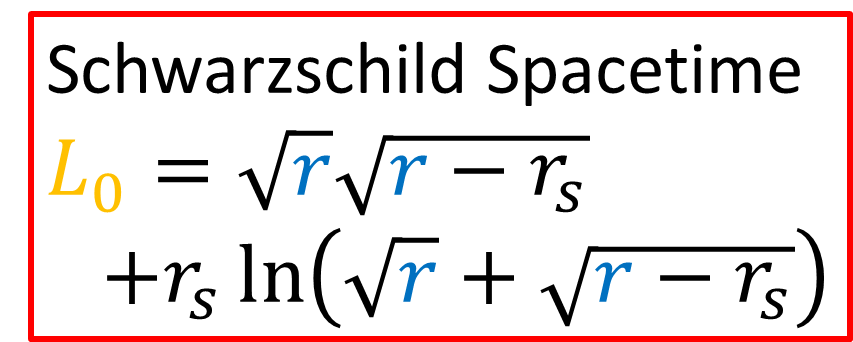 Schwarzschild Spacetime
L₀ = √r√(r − rₛ)
+rₛ ln(√r + √(r − rₛ))